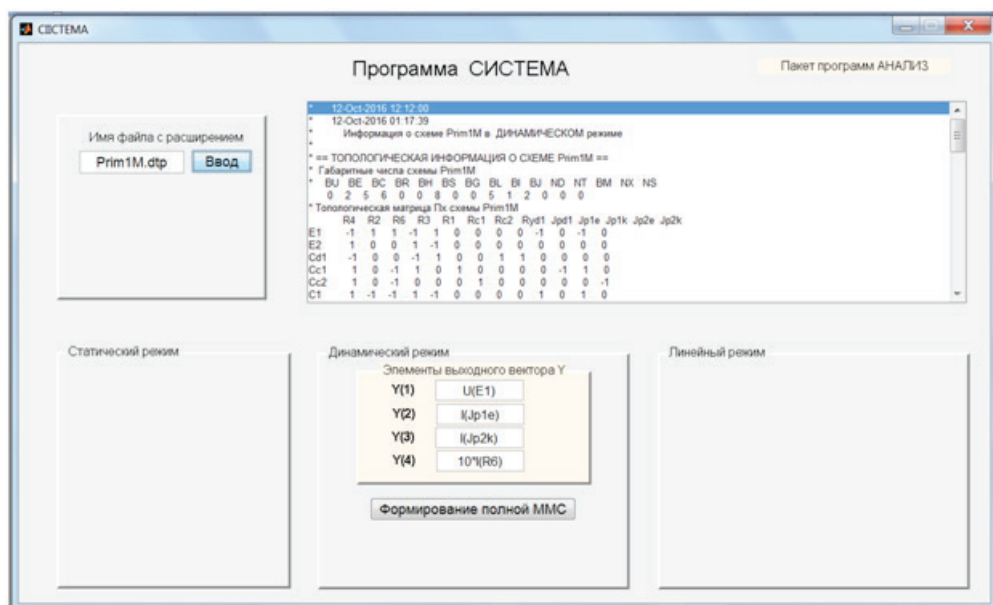 СIІСТЕМА
Программа СИСТЕМА
Пакет программ АНАЛИЗ
Имя файла с расширением
Prim1M.dtp Ввод
* 12-Oct-2016 12:12:00
* 12-Oct-2016 01:17:39
* Информация о схеме Prim1M в ДИНАМИЧЕСКОМ режиме
*
* == ТОПОЛОГИЧЕСКАЯ ИНФОРМАЦИЯ О СХЕМЕ Prim1M ==
* Габаритные числа схемы Prim1M
* BU BE BC BR BH BS BG BL BI BJ ND NT BM NX NS
0 2 5 6 0 0 8 0 0 5 1 2 0 0 0
* Топологическая матрица Пх схемы Prim1M
R4 R2 R6 R3 R1 Rc1 Rc2 Ryd1 Jpd1 Jp1e Jp1k Jp2e Jp2k
E1 -1 1 1 -1 1 0 0 0 0 -1 0 -1 0
E2 1 0 0 1 -1 0 0 0 0 0 0 0 0
Cd1 -1 0 0 -1 1 0 0 1 1 0 0 0 0
Cc1 1 0 -1 1 0 1 0 0 0 0 -1 1 0
Cc2 1 0 -1 0 0 0 1 0 0 0 0 0 -1
C1 1 -1 -1 1 -1 0 0 0 0 1 0 1 0
Статический режим
Динамический режим
Линейный режим
Элементы выходного вектора Y
Y(1) U(E1)
Y(2) I(Jp1e)
Y(3) I(Jp2k)
Y(4) 10*I(R6)
Формирование полной ММС